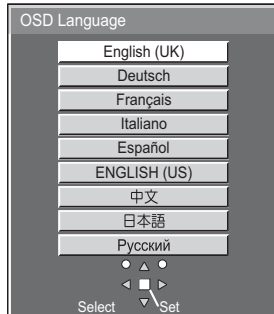 OSD Language
English (UK)
Deutsch
Français
Italiano
Español
ENGLISH (US)
中文
日本語
Русский
Select Set